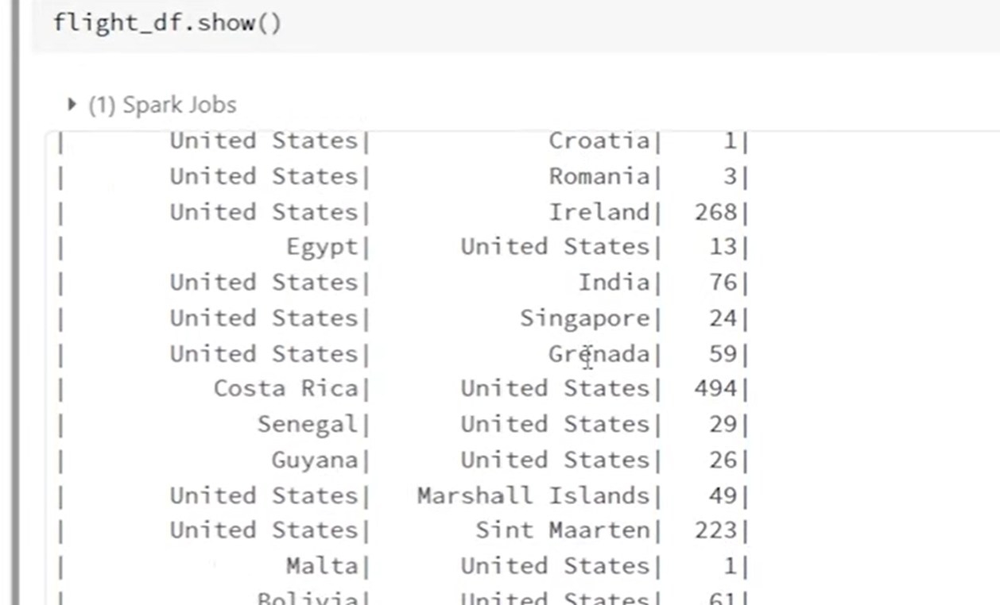 flight_df.show()
(1) Spark Jobs
| United States| Croatia| 1|
| United States| Romania| 3|
| United States| Ireland| 268|
| Egypt| United States| 13|
| United States| India| 76|
| United States| Singapore| 24|
| United States| Grenada| 59|
| Costa Rica| United States| 494|
| Senegal| United States| 29|
| Guyana| United States| 26|
| United States| Marshall Islands| 49|
| United States| Sint Maarten| 223|
| Malta| United States| 1|
| Bolivia| United States| 61|